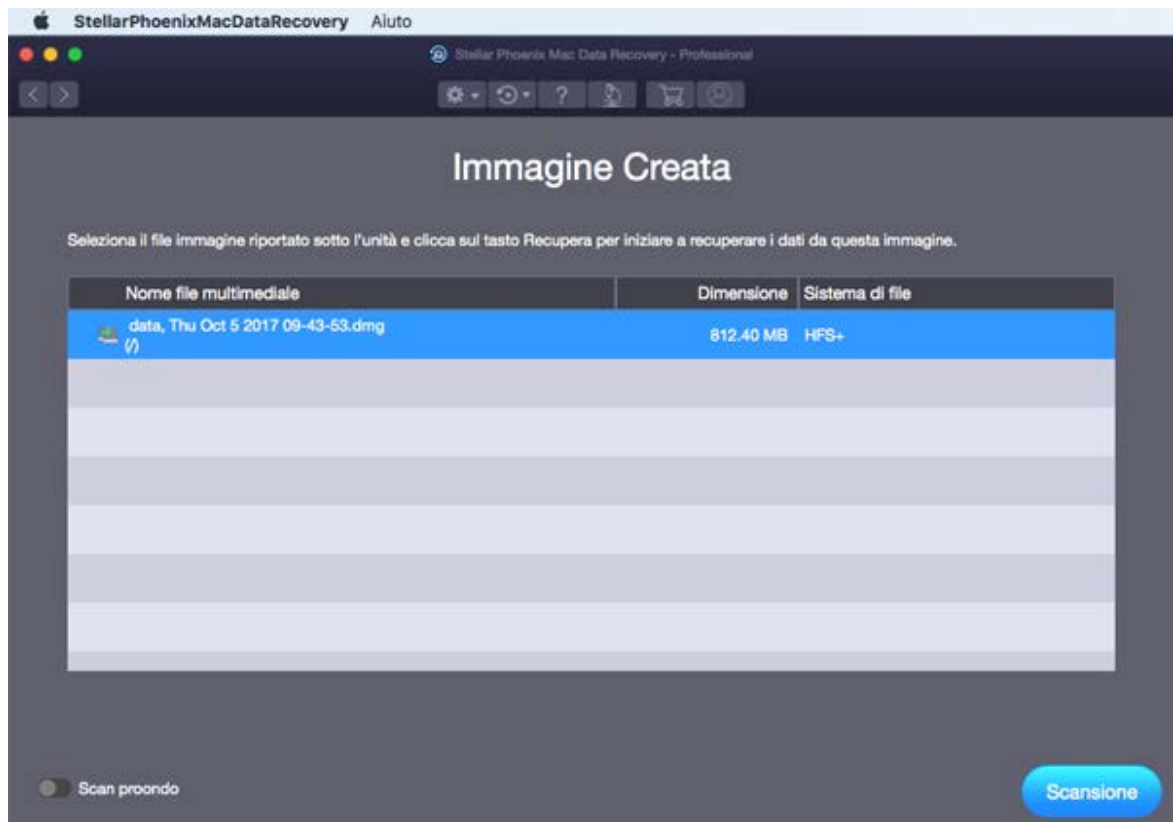 StellarPhoenixMacDataRecovery Aiuto
Stellar Phoenix Mac Data Recovery - Professional
?
Immagine Creata
Seleziona il file immagine riportato sotto l'unità e clicca sul tasto Recupera per iniziare a recuperare i dati da questa immagine.
Nome file multimediale Dimensione Sistema di file
data, Thu Oct 5 2017 09-43-53.dmg 812.40 MB HFS+
(/)
Scan proondo Scansione